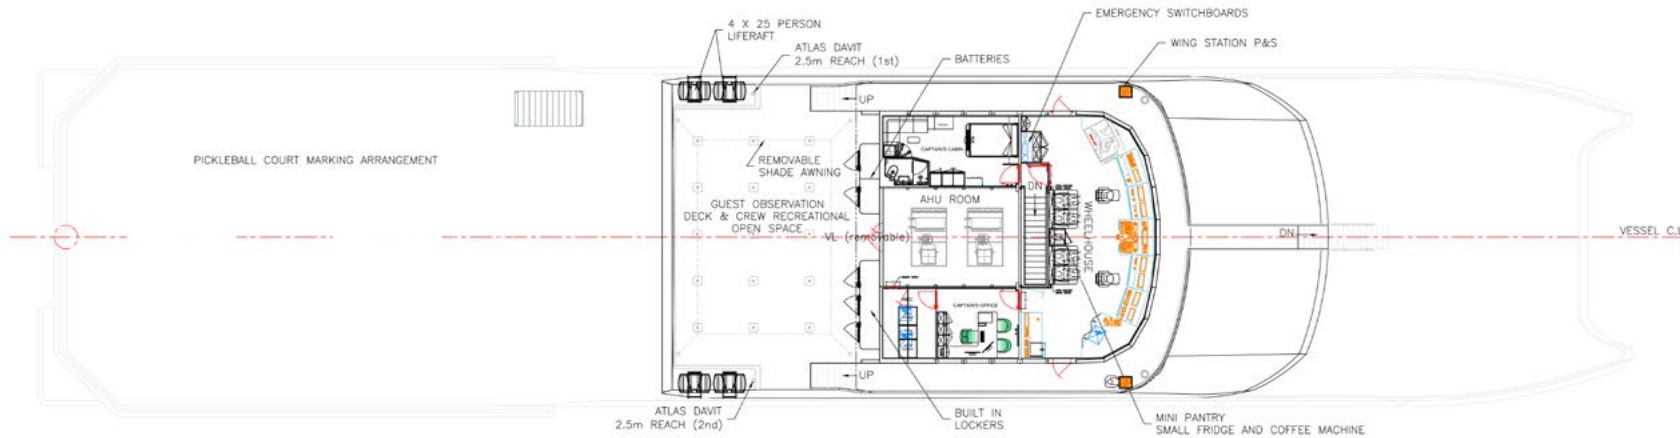 4 X 25 PERSON
LIFERAFT
ATLAS DAVIT
2.5m REACH (1st)
BATTERIES
EMERGENCY SWITCHBOARDS
WING STATION P&S
UP
CAPTAIN'S CABIN
PICKLEBALL COURT MARKING ARRANGEMENT
REMOVABLE
SHADE AWNING
DN
AHU ROOM
GUEST OBSERVATION
DECK & CREW RECREATIONAL
OPEN SPACE
VL (removable)
WHEELHOUSE
DN
VESSEL C.L
CAPTAIN'S OFFICE
UP
ATLAS DAVIT
2.5m REACH (2nd)
BUILT IN
LOCKERS
MINI PANTRY
SMALL FRIDGE AND COFFEE MACHINE